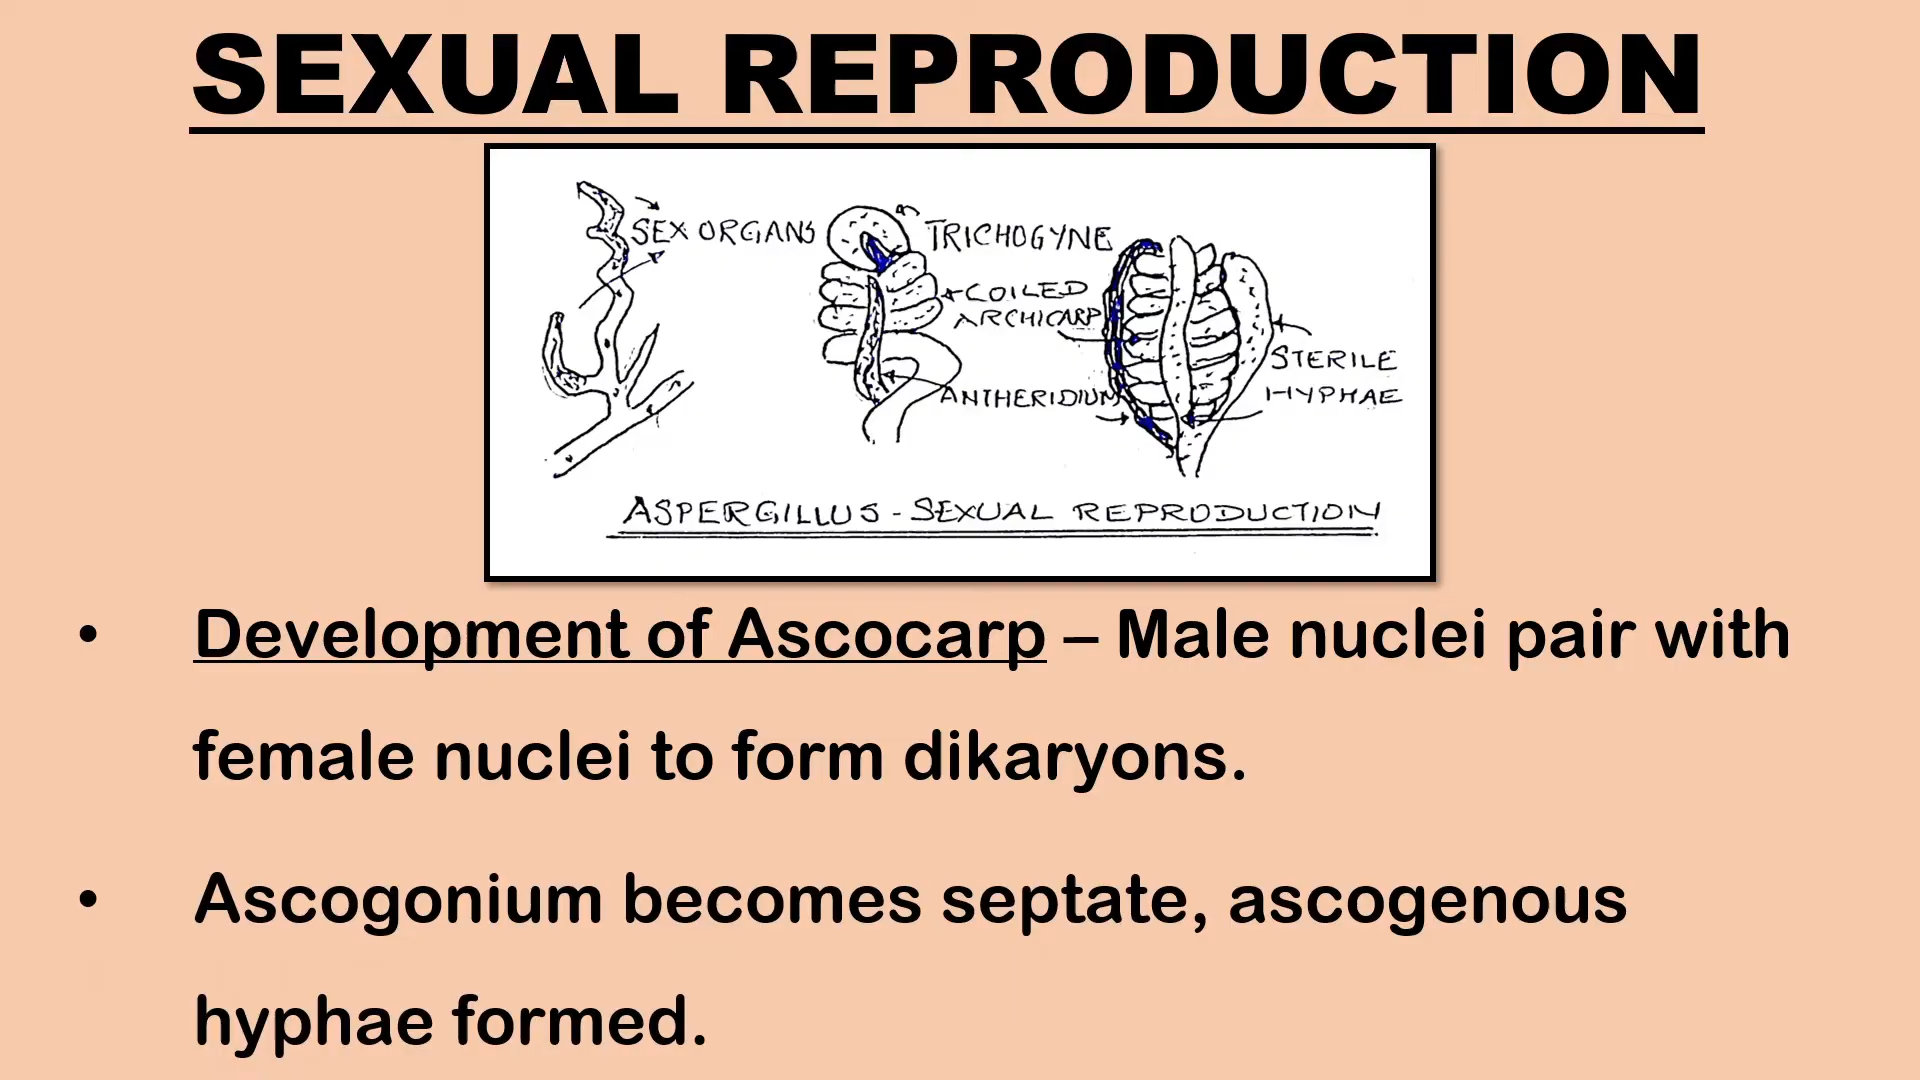 SEXUAL REPRODUCTION
SEX ORGANS
TRICHOGYNE
COILED
ARCHICARP
ANTHERIDIUM
STERILE
HYPHAE
ASPERGILLUS - SEXUAL REPRODUCTION
• Development of Ascocarp – Male nuclei pair with
female nuclei to form dikaryons.
• Ascogonium becomes septate, ascogenous
hyphae formed.